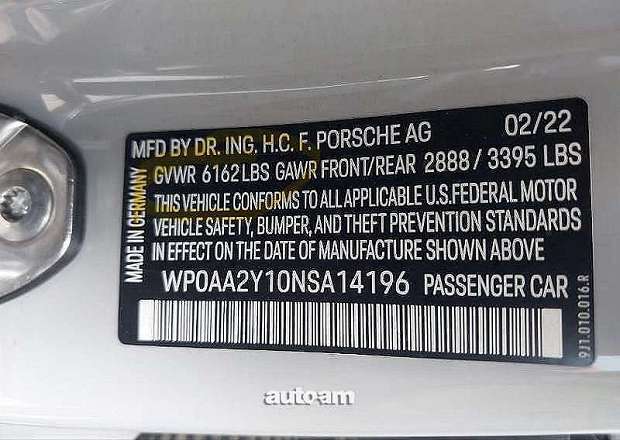 MFD BY DR. ING. H.C. F. PORSCHE AG 02/22
GVWR 6162 LBS GAWR FRONT/REAR 2888 / 3395 LBS
THIS VEHICLE CONFORMS TO ALL APPLICABLE U.S. FEDERAL MOTOR
VEHICLE SAFETY, BUMPER, AND THEFT PREVENTION STANDARDS
IN EFFECT ON THE DATE OF MANUFACTURE SHOWN ABOVE
WP0AA2Y10NSA14196 PASSENGER CAR
MADE IN GERMANY
9J1.010.016.R
auto.am